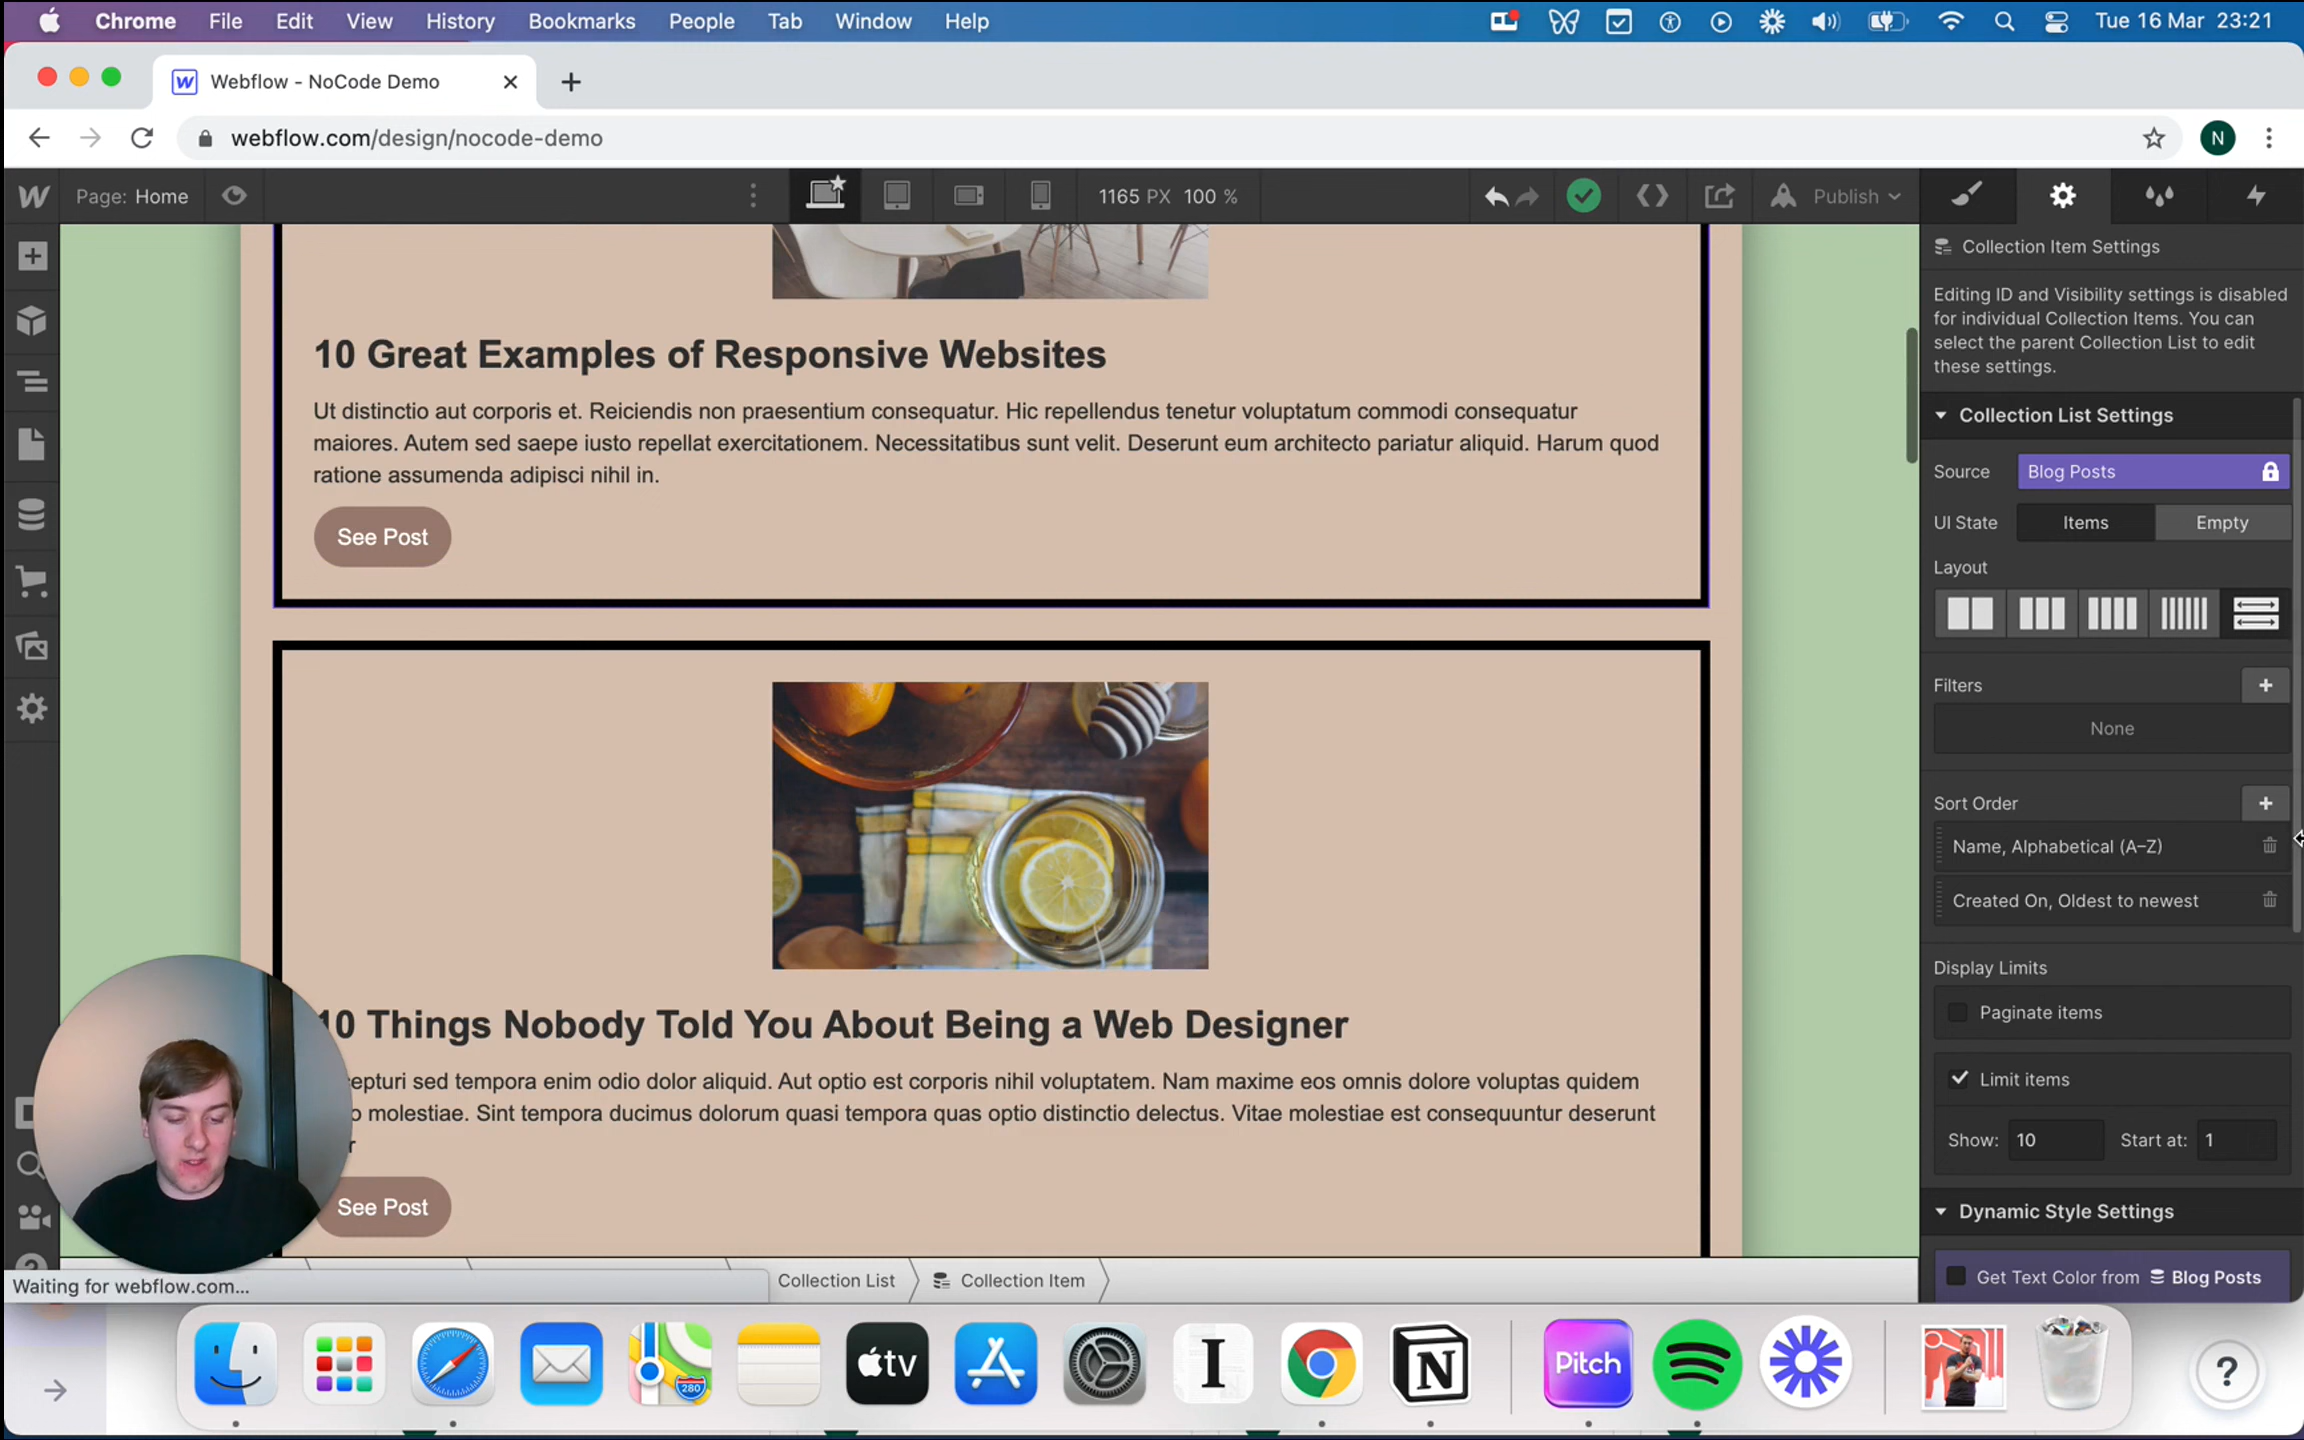 Chrome File Edit View History Bookmarks People Tab Window Help Tue 16 Mar 23:21
Webflow - NoCode Demo
webflow.com/design/nocode-demo
N
Page: Home 1165 PX 100 % Publish
Collection Item Settings
Editing ID and Visibility settings is disabled
for individual Collection Items. You can
select the parent Collection List to edit
these settings.
Collection List Settings
Source Blog Posts
UI State Items Empty
Layout
Filters
None
Sort Order
Name, Alphabetical (A–Z)
Created On, Oldest to newest
Display Limits
Paginate items
Limit items
Show: 10 Start at: 1
Dynamic Style Settings
Get Text Color from Blog Posts
10 Great Examples of Responsive Websites
Ut distinctio aut corporis et. Reiciendis non praesentium consequatur. Hic repellendus tenetur voluptatum commodi consequatur
maiores. Autem sed saepe iusto repellat exercitationem. Necessitatibus sunt velit. Deserunt eum architecto pariatur aliquid. Harum quod
ratione assumenda adipisci nihil in.
See Post
10 Things Nobody Told You About Being a Web Designer
sed tempora enim odio dolor aliquid. Aut optio est corporis nihil voluptatem. Nam maxime eos omnis dolore voluptas quidem
molestiae. Sint tempora ducimus dolorum quasi tempora quas optio distinctio delectus. Vitae molestiae est consequuntur deserunt
See Post
Waiting for webflow.com...
Collection List Collection Item
280
tv
I
N
Pitch
?